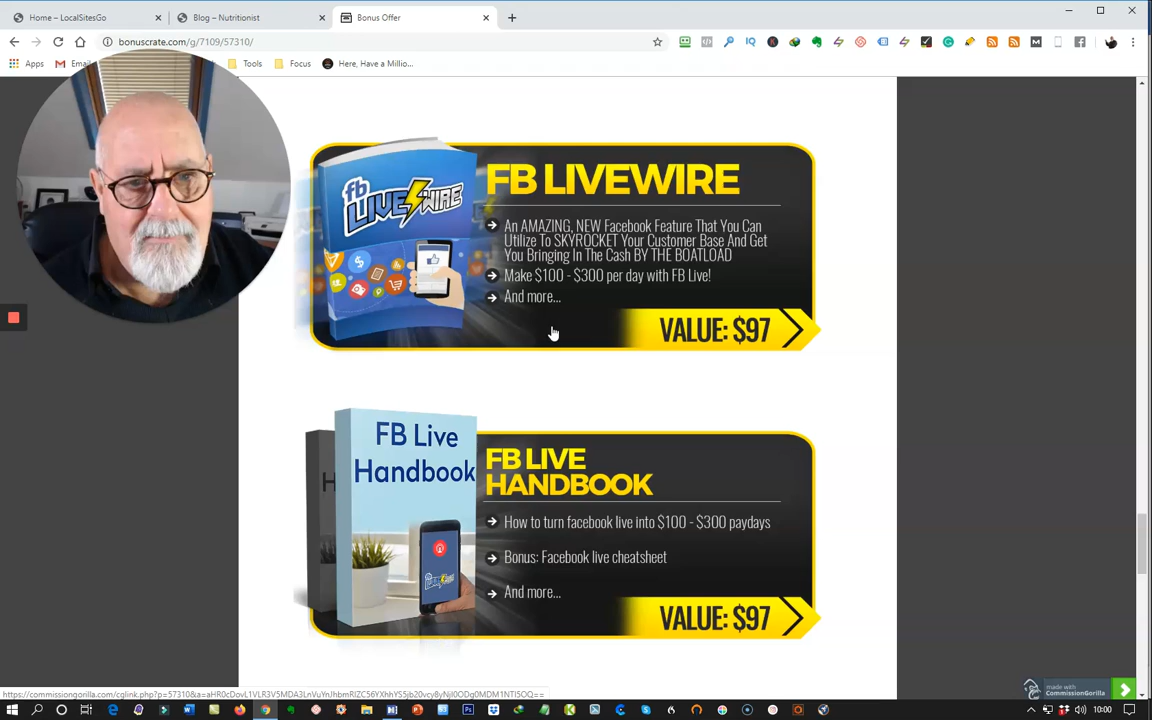 Home – LocalSitesGo
Blog – Nutritionist
Bonus Offer
bonuscrate.com/g/7109/57310/
Apps
Email
Tools
Focus
Here, Have a Millio...
FB LIVEWIRE
fb
LIVE WIRE
An AMAZING, NEW Facebook Feature That You Can
Utilize To SKYROCKET Your Customer Base And Get
You Bringing In The Cash BY THE BOATLOAD
Make $100 - $300 per day with FB Live!
And more...
VALUE: $97
FB Live
Handbook
FB LIVE
HANDBOOK
How to turn facebook live into $100 - $300 paydays
Bonus: Facebook live cheatsheet
And more...
VALUE: $97
made with
CommissionGorilla
10:00